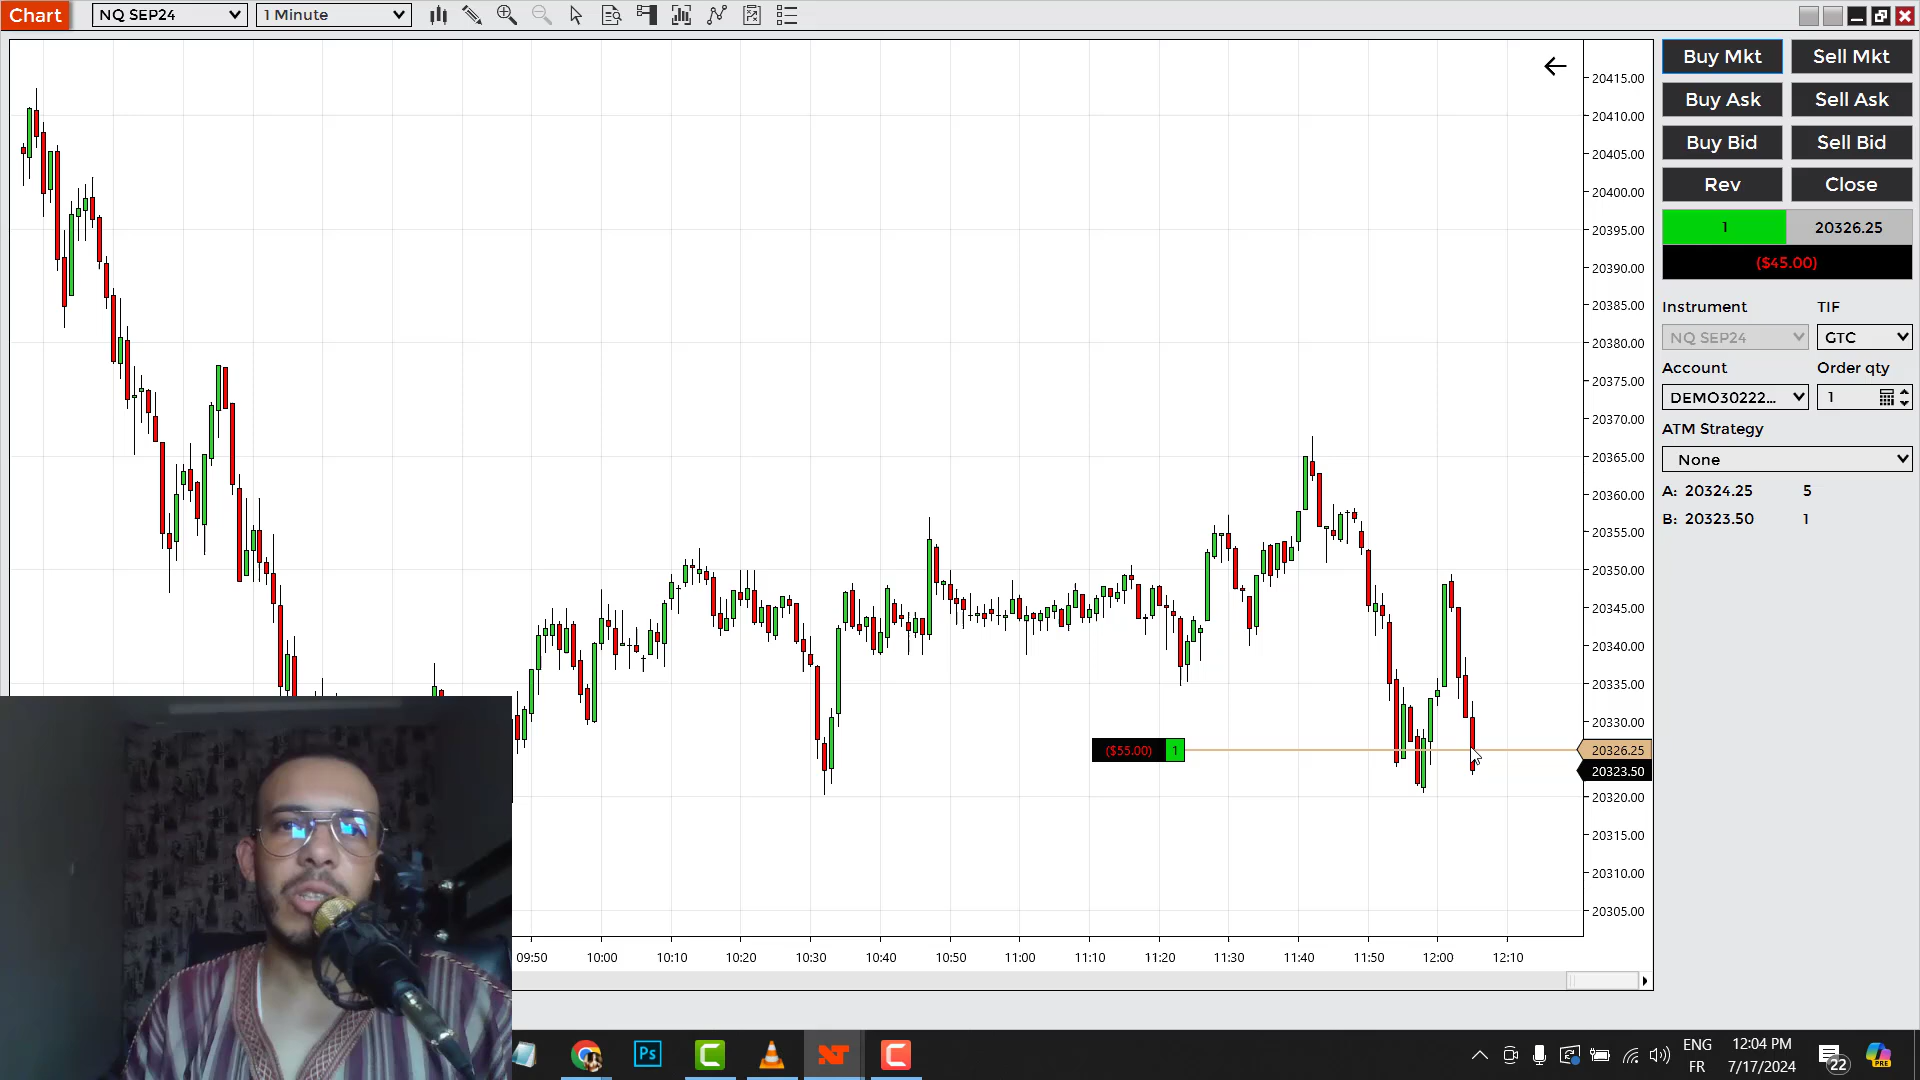 Chart
NQ SEP24
1 Minute
20415.00
20410.00
20405.00
20400.00
20395.00
20390.00
20385.00
20380.00
20375.00
20370.00
20365.00
20360.00
20355.00
20350.00
20345.00
20340.00
20335.00
20330.00
20326.25
20323.50
20320.00
20315.00
20310.00
20305.00
($55.00) 1
09:50 10:00 10:10 10:20 10:30 10:40 10:50 11:00 11:10 11:20 11:30 11:40 11:50 12:00 12:10
Buy Mkt Sell Mkt
Buy Ask Sell Ask
Buy Bid Sell Bid
Rev Close
1 20326.25
($45.00)
Instrument TIF
NQ SEP24 GTC
Account Order qty
DEMO30222... 1
ATM Strategy
None
A: 20324.25 5
B: 20323.50 1
Ps
ENG
FR
12:04 PM
7/17/2024
22
PRE